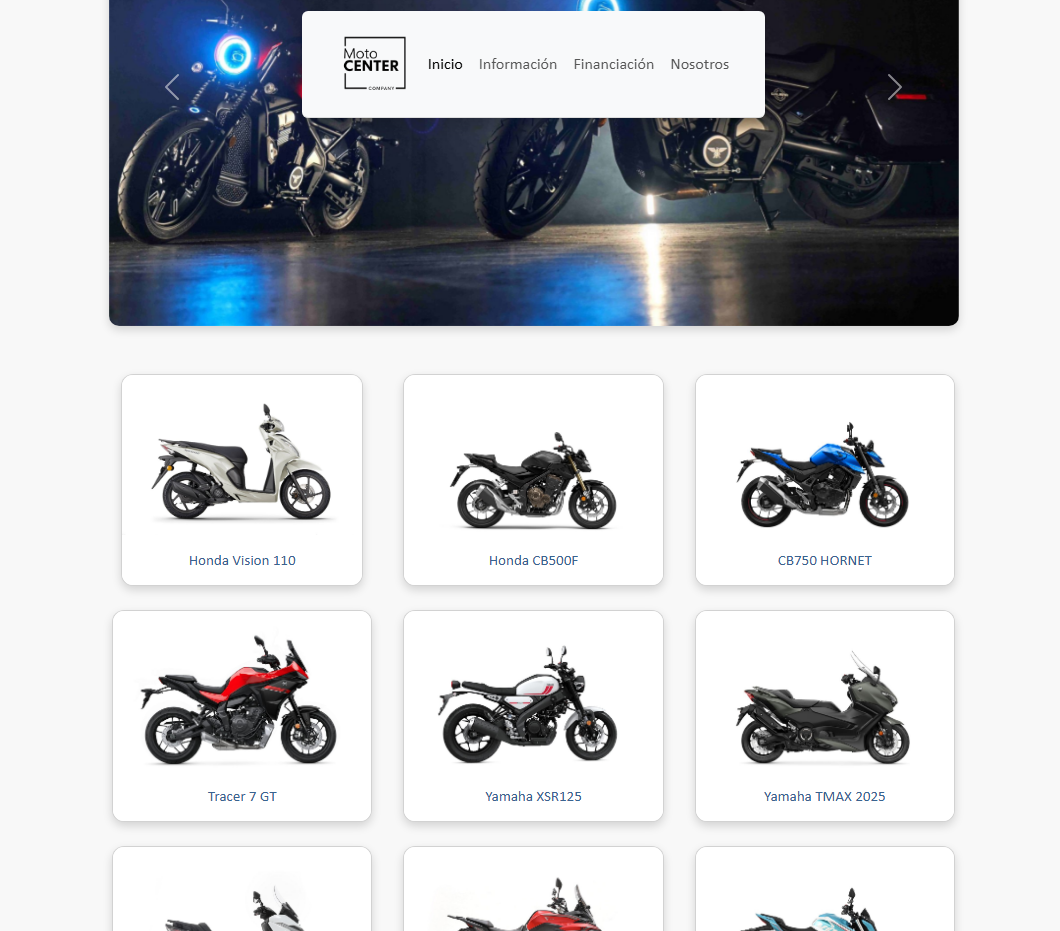 Moto
CENTER
COMPANY
Inicio Información Financiación Nosotros
Honda Vision 110
Honda CB500F
CB750 HORNET
Tracer 7 GT
Yamaha XSR125
Yamaha TMAX 2025